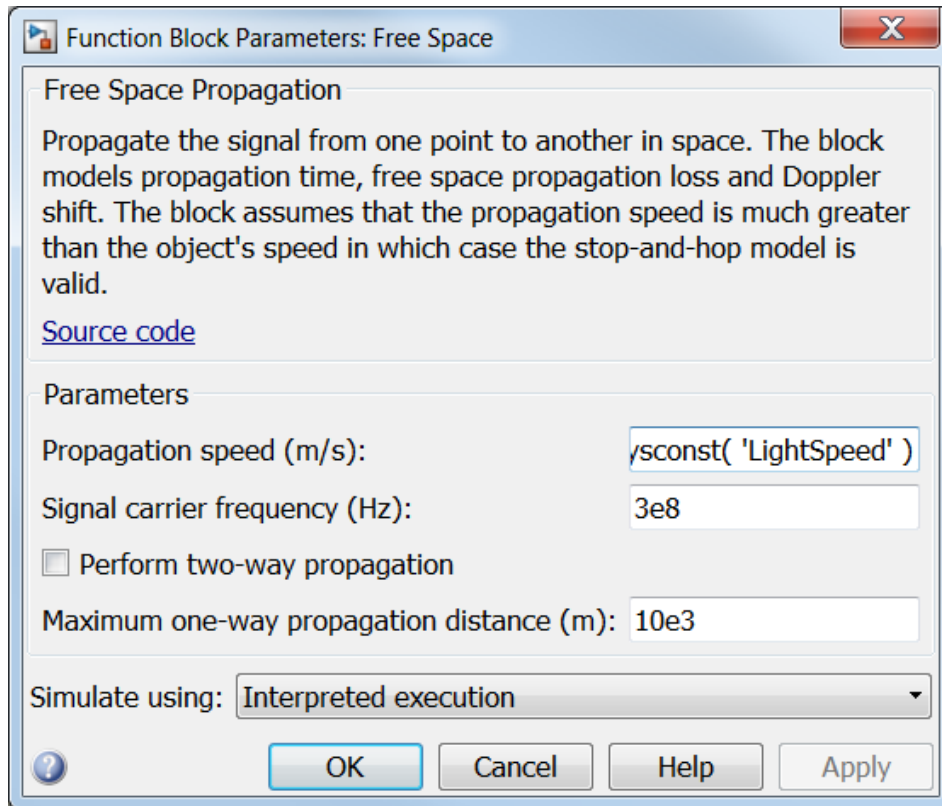 Function Block Parameters: Free Space
Free Space Propagation
Propagate the signal from one point to another in space. The block
models propagation time, free space propagation loss and Doppler
shift. The block assumes that the propagation speed is much greater
than the object's speed in which case the stop-and-hop model is
valid.
Source code
Parameters
Propagation speed (m/s): ysconst( 'LightSpeed' )
Signal carrier frequency (Hz): 3e8
Perform two-way propagation
Maximum one-way propagation distance (m): 10e3
Simulate using: Interpreted execution
OK Cancel Help Apply